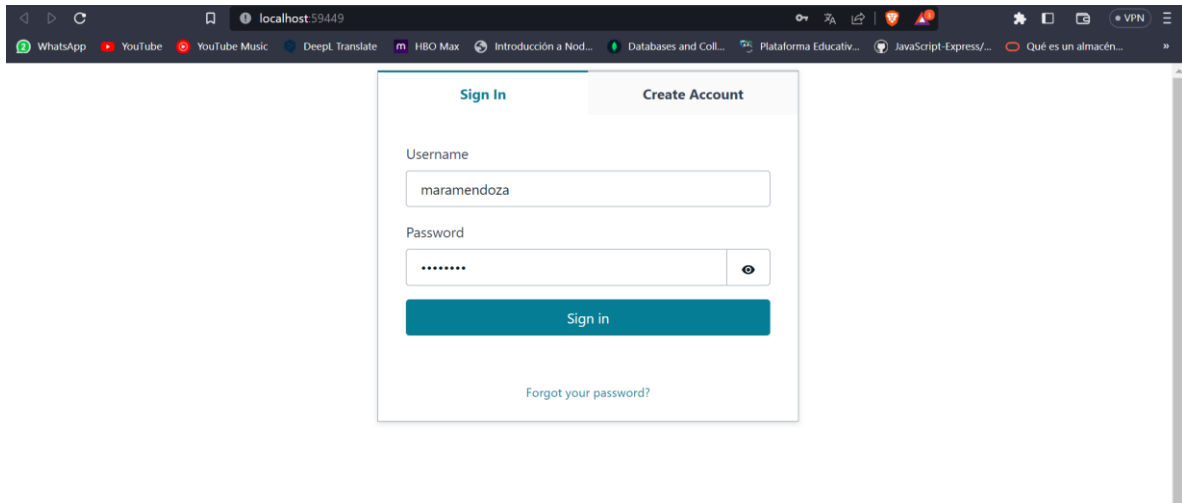 localhost:59449
VPN
WhatsApp YouTube YouTube Music DeepL Translate HBO Max Introducción a Nod... Databases and Coll... Plataforma Educativ... JavaScript-Express/... Qué es un almacén... »
Sign In Create Account
Username
maramendoza
Password
••••••••
Sign in
Forgot your password?